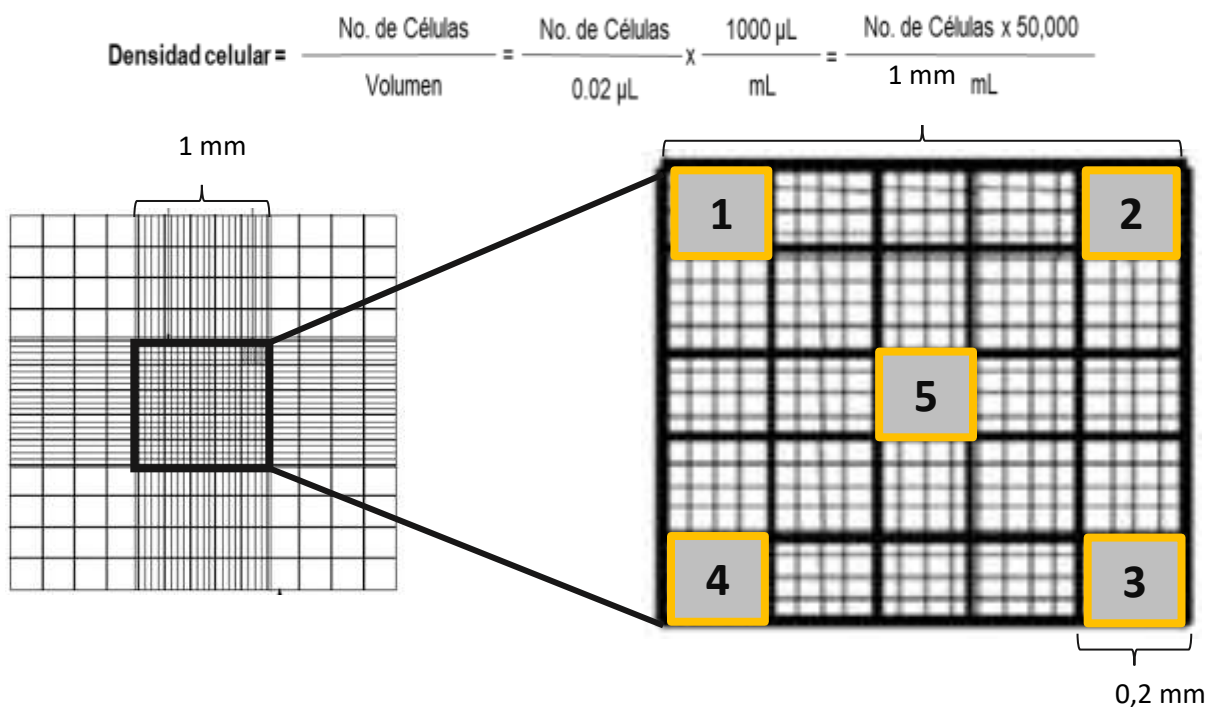 No. de Células No. de Células 1000 µL No. de Células x 50,000
Densidad celular = = x =
Volumen 0.02 µL mL 1 mm mL
1 mm
1 2
5
4 3
0,2 mm